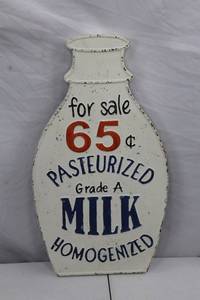 for sale
65¢
PASTEURIZED
Grade A
MILK
HOMOGENIZED